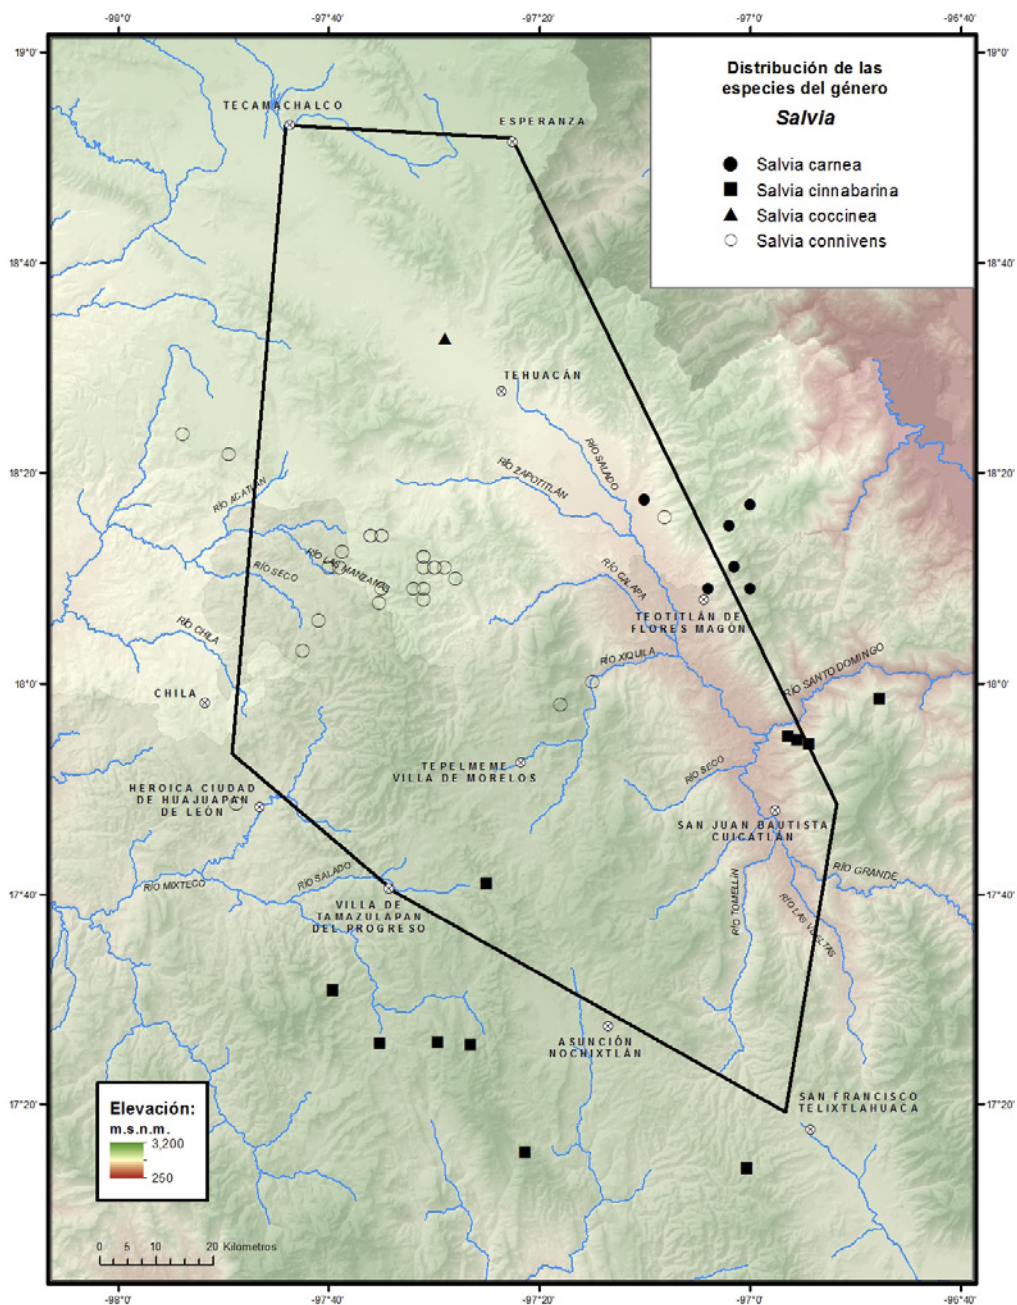 -98°0'
-97°40'
-97°20'
-97°0'
-96°40'
19°0'
19°0'
Distribución de las
especies del género
Salvia
Salvia carnea
Salvia cinnabarina
Salvia coccinea
Salvia connivens
TECAMACHALCO
ESPERANZA
18°40'
18°40'
TEHUACÁN
RÍO SALADO
RÍO ZAPOTITLÁN
18°20'
18°20'
RÍO ACATLÁN
RÍO LAS MANZANAS
RÍO SECO
RÍO CALAPA
TEOTITLÁN DE
FLORES MAGÓN
RÍO CHILA
RÍO XIQUILA
RÍO SANTO DOMINGO
18°0'
18°0'
CHILA
TEPELMEME
VILLA DE MORELOS
RÍO SECO
HEROICA CIUDAD
DE HUAJUAPAN
DE LEÓN
SAN JUAN BAUTISTA
CUICATLÁN
RÍO GRANDE
RÍO MIXTECO
RÍO SALADO
RÍO TOMELLÍN
RÍO LAS VUELTAS
17°40'
17°40'
VILLA DE
TAMAZULAPAN
DEL PROGRESO
ASUNCIÓN
NOCHIXTLÁN
SAN FRANCISCO
TELIXTLAHUACA
17°20'
17°20'
Elevación:
m.s.n.m.
3,200
250
0 5 10 20 Kilometros
-98°0'
-97°40'
-97°20'
-97°0'
-96°40'